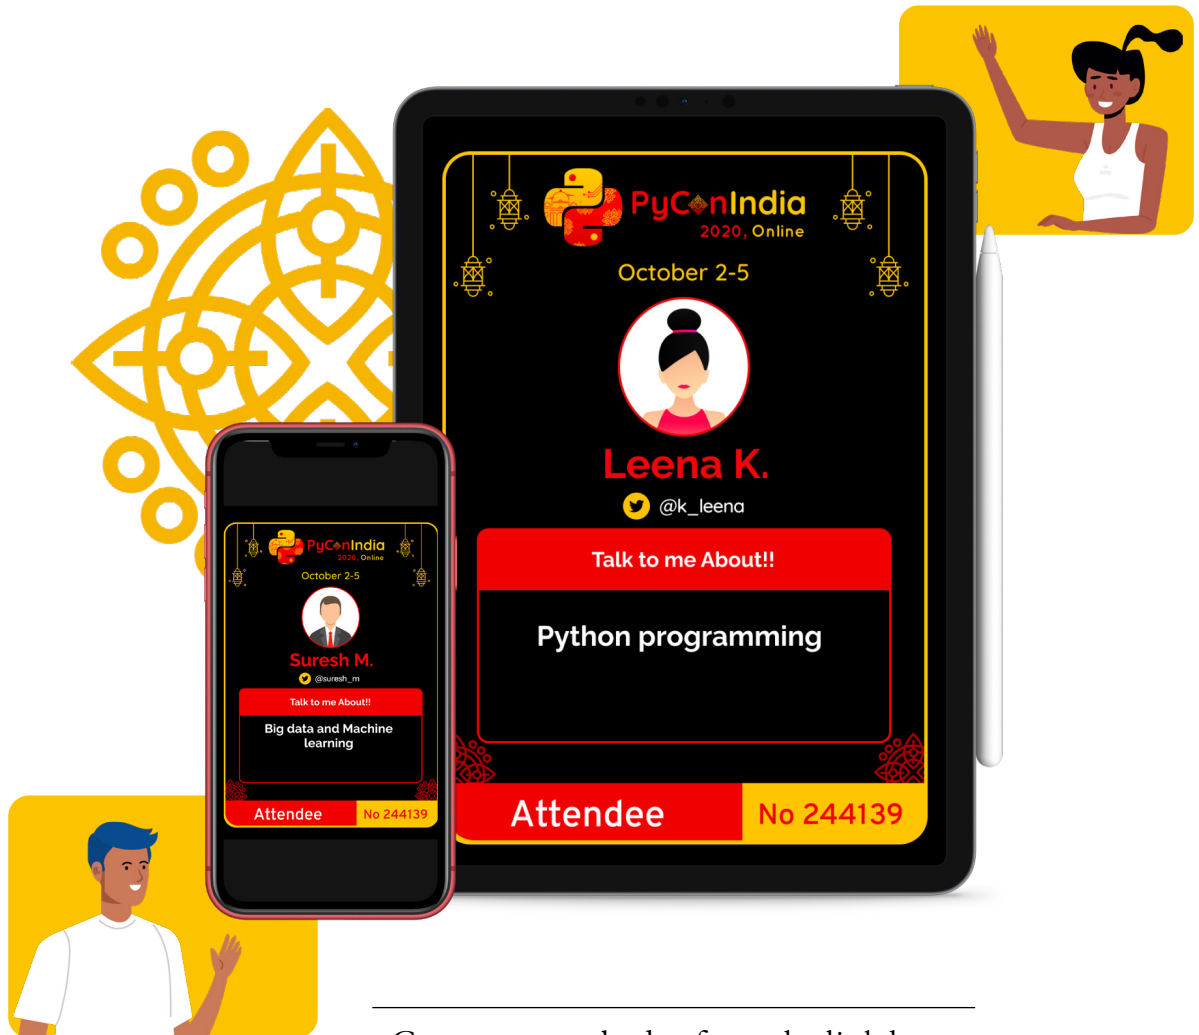 PyConIndia
2020, Online
October 2-5
Leena K.
@k_leena
Talk to me About!!
Python programming
Attendee
No 244139
PyConIndia
2020, Online
October 2-5
Suresh M.
@suresh_m
Talk to me About!!
Big data and Machine
learning
Attendee
No 244139